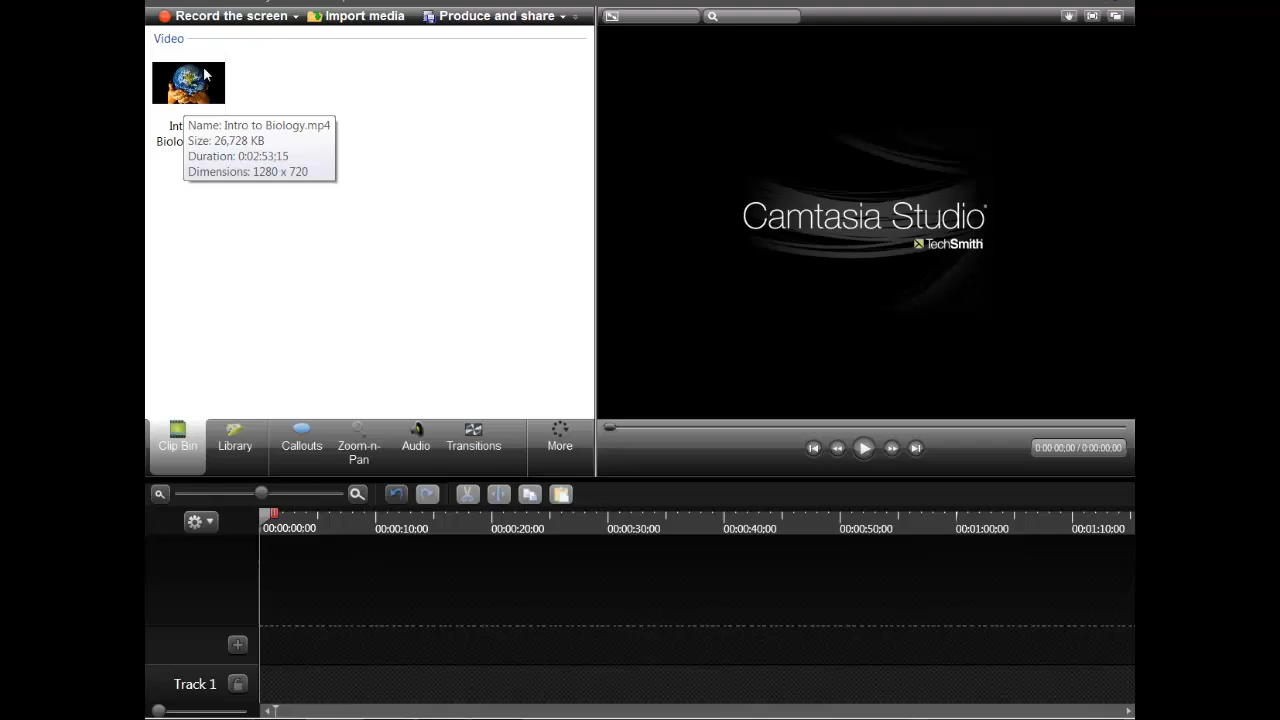 Record the screen
Import media
Produce and share
Video
Int
Biolo
Name: Intro to Biology.mp4
Size: 26,728 KB
Duration: 0:02:53;15
Dimensions: 1280 x 720
Camtasia Studio
TechSmith
Clip Bin
Library
Callouts
Zoom-n-
Pan
Audio
Transitions
More
0:00:00;00 / 0:00:00;00
00:00:00;00
00:00:10;00
00:00:20;00
00:00:30;00
00:00:40;00
00:00:50;00
00:01:00;00
00:01:10;00
Track 1